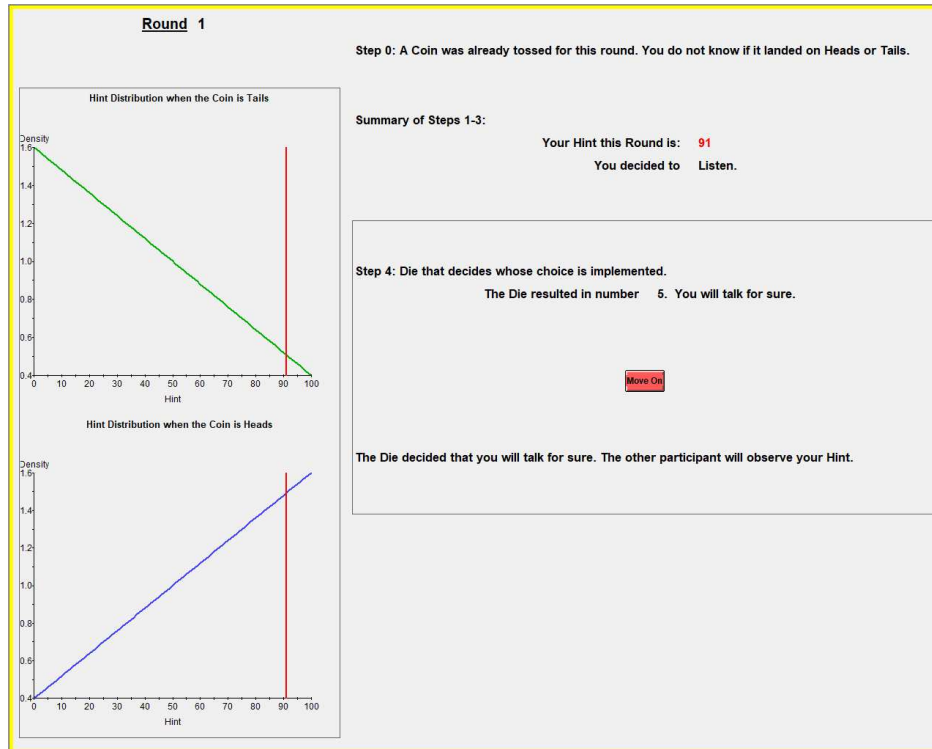 Round 1
Step 0: A Coin was already tossed for this round. You do not know if it landed on Heads or Tails.
Hint Distribution when the Coin is Tails
Density
1.6
1.4
1.2
1.0
0.8
0.6
0.4
0 10 20 30 40 50 60 70 80 90 100
Hint
Hint Distribution when the Coin is Heads
Density
1.6
1.4
1.2
1.0
0.8
0.6
0.4
0 10 20 30 40 50 60 70 80 90 100
Hint
Summary of Steps 1-3:
Your Hint this Round is: 91
You decided to Listen.
Step 4: Die that decides whose choice is implemented.
The Die resulted in number 5. You will talk for sure.
Move On
The Die decided that you will talk for sure. The other participant will observe your Hint.